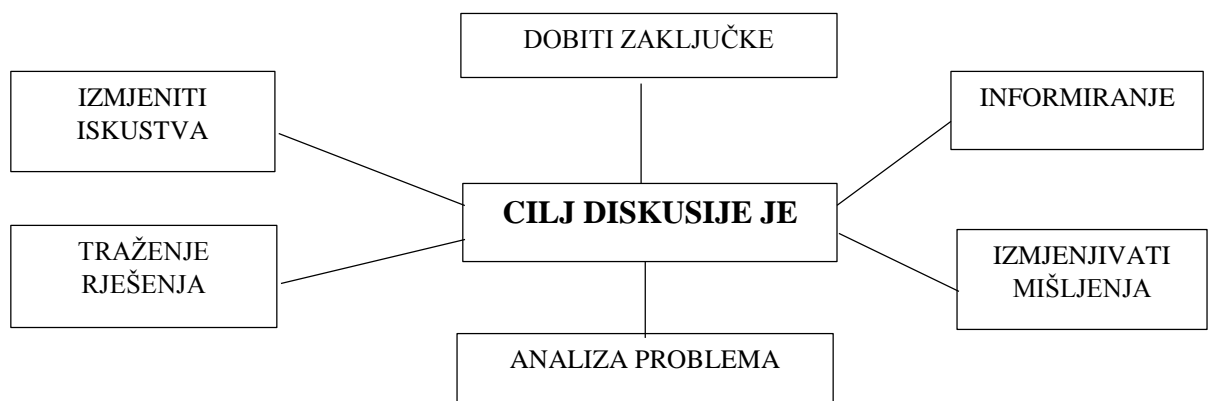 DOBITI ZAKLJUČKE
IZMJENITI
ISKUSTVA
INFORMIRANJE
CILJ DISKUSIJE JE
TRAŽENJE
RJEŠENJA
IZMJENJIVATI
MIŠLJENJA
ANALIZA PROBLEMA